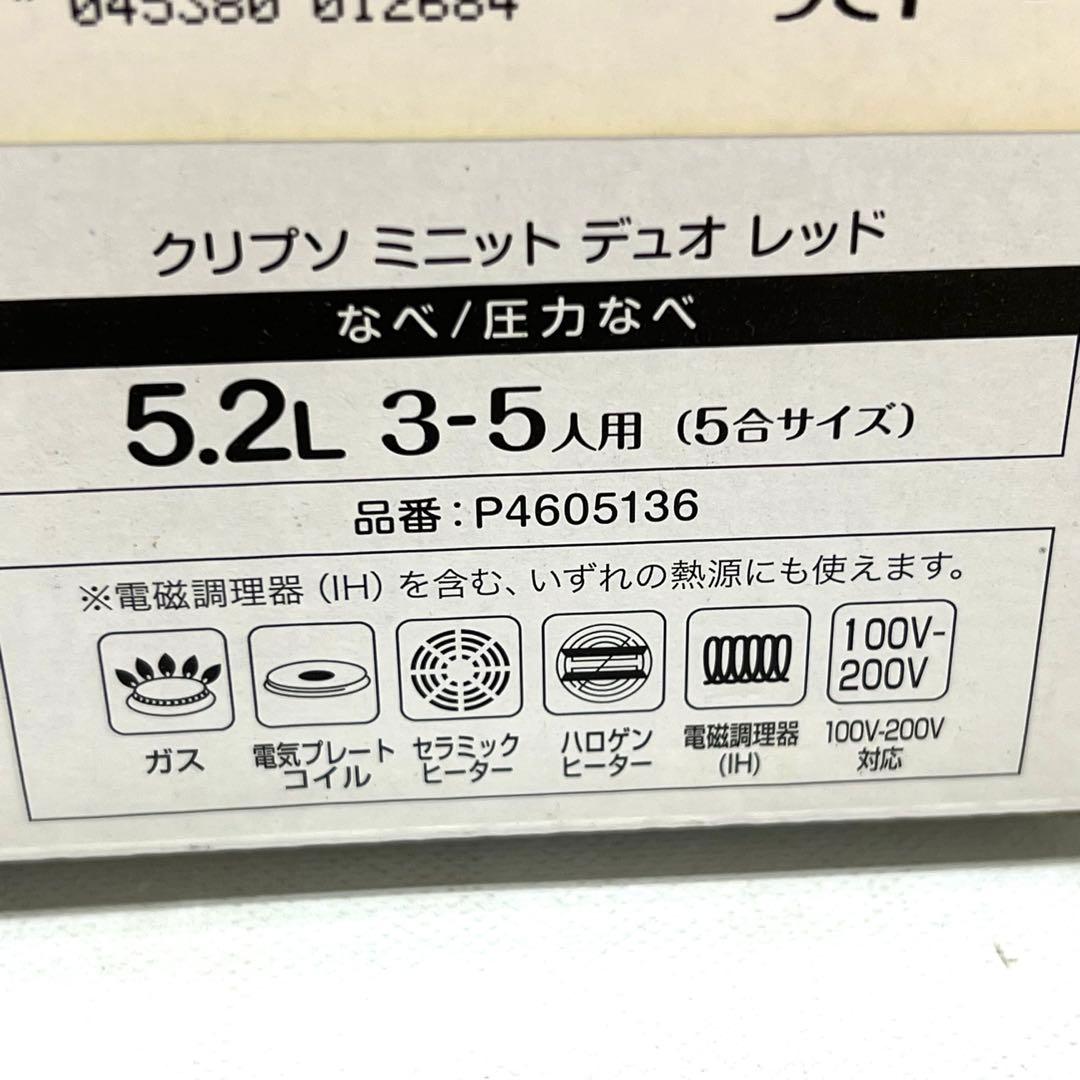 045380 012684
クリプソ ミニット デュオ レッド
なべ/圧力なべ
5.2L 3-5人用 (5合サイズ)
品番:P4605136
※電磁調理器 (IH) を含む、いずれの熱源にも使えます。
100V-
200V
ガス
電気プレート
コイル
セラミック
ヒーター
ハロゲン
ヒーター
電磁調理器
(IH)
100V-200V
対応